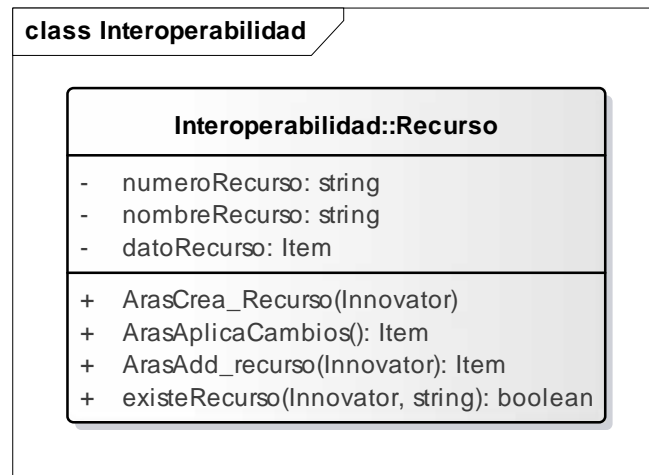 class Interoperabilidad
Interoperabilidad::Recurso
- numeroRecurso: string
- nombreRecurso: string
- datoRecurso: Item
+ ArasCrea_Recurso(Innovator)
+ ArasAplicaCambios(): Item
+ ArasAdd_recurso(Innovator): Item
+ existeRecurso(Innovator, string): boolean